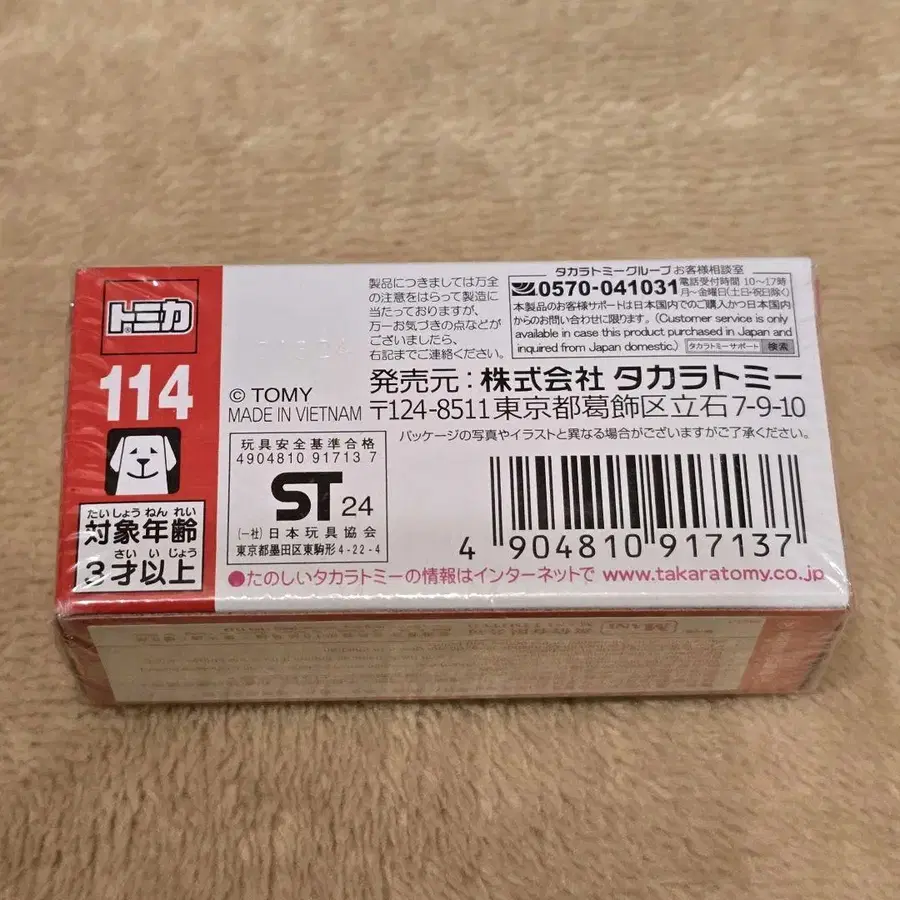 トミカ
114
たいしょう ねん れい
対象年齢
さい い じょう
3才以上
製品につきましては万全
の注意をはらって製造に
当たっておりますが、
万一お気づきの点などが
ございましたら、
右記までご連絡ください。
タカラトミーグループ お客様相談室
0570-041031 電話受付時間 10〜17時
月〜金曜日(土・日・祝日除く)
本製品のお客様サポートは日本国内でのご購入かつ日本国内
からのお問い合わせに限ります。(Customer service is only
available in case this product purchased in Japan and
inquired from Japan domestic.) タカラトミーサポート 検索
© TOMY
MADE IN VIETNAM
発売元:株式会社 タカラトミー
〒124-8511 東京都葛飾区立石7-9-10
パッケージの写真やイラストと異なる場合がございますがご了承ください。
玩具安全基準合格
4904810 91713 7
ST 24
(一社)日本玩具協会
東京都墨田区東駒形4-22-4
4 904810 917137
●たのしいタカラトミーの情報はインターネットで www.takaratomy.co.jp